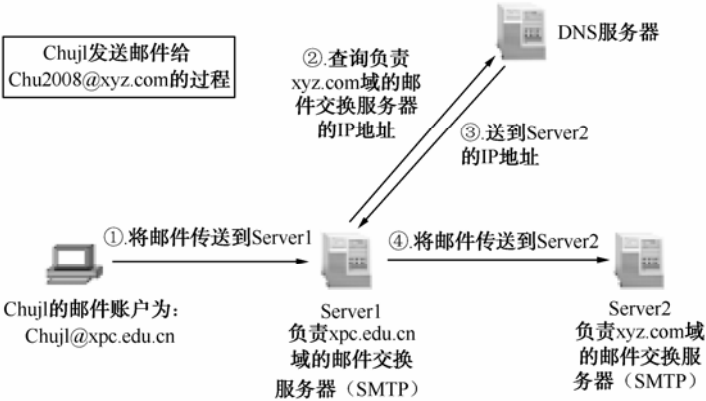 Chujl发送邮件给
Chu2008@xyz.com的过程
DNS服务器
②.查询负责
xyz.com域的邮
件交换服务器
的IP地址
③.送到Server2
的IP地址
①.将邮件传送到Server1
④.将邮件传送到Server2
Chujl的邮件账户为：
Chujl@xpc.edu.cn
Server1
负责xpc.edu.cn
域的邮件交换
服务器（SMTP）
Server2
负责xyz.com域
的邮件交换服
务器（SMTP）